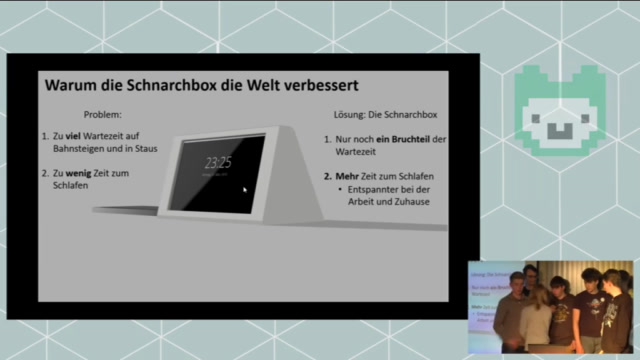 Warum die Schnarchbox die Welt verbessert
Problem:
1. Zu viel Wartezeit auf
Bahnsteigen und in Staus
2. Zu wenig Zeit zum
Schlafen
23:25
Lösung: Die Schnarchbox
1. Nur noch ein Bruchteil der
Wartezeit
2. Mehr Zeit zum Schlafen
• Entspannter bei der
Arbeit und Zuhause